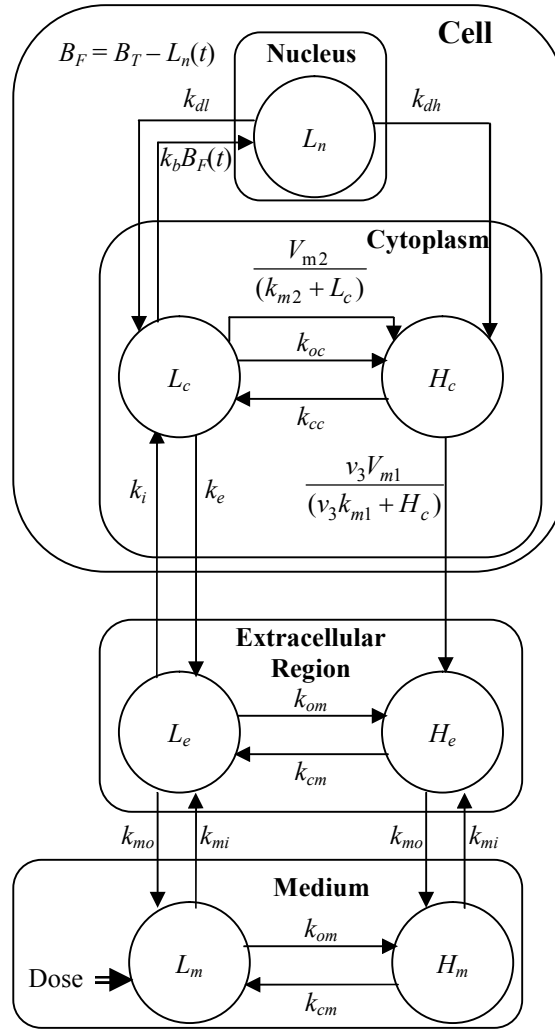 Cell
B_F = B_T – L_n(t)
Nucleus
k_dl
k_dh
L_n
k_bB_F(t)
Cytoplasm
V_m2
(k_m2 + L_c)
k_oc
L_c
H_c
k_cc
v_3V_m1
k_i
k_e
(v_3k_m1 + H_c)
Extracellular
Region
k_om
L_e
H_e
k_cm
k_mo
k_mi
k_mo
k_mi
Medium
k_om
Dose
L_m
H_m
k_cm